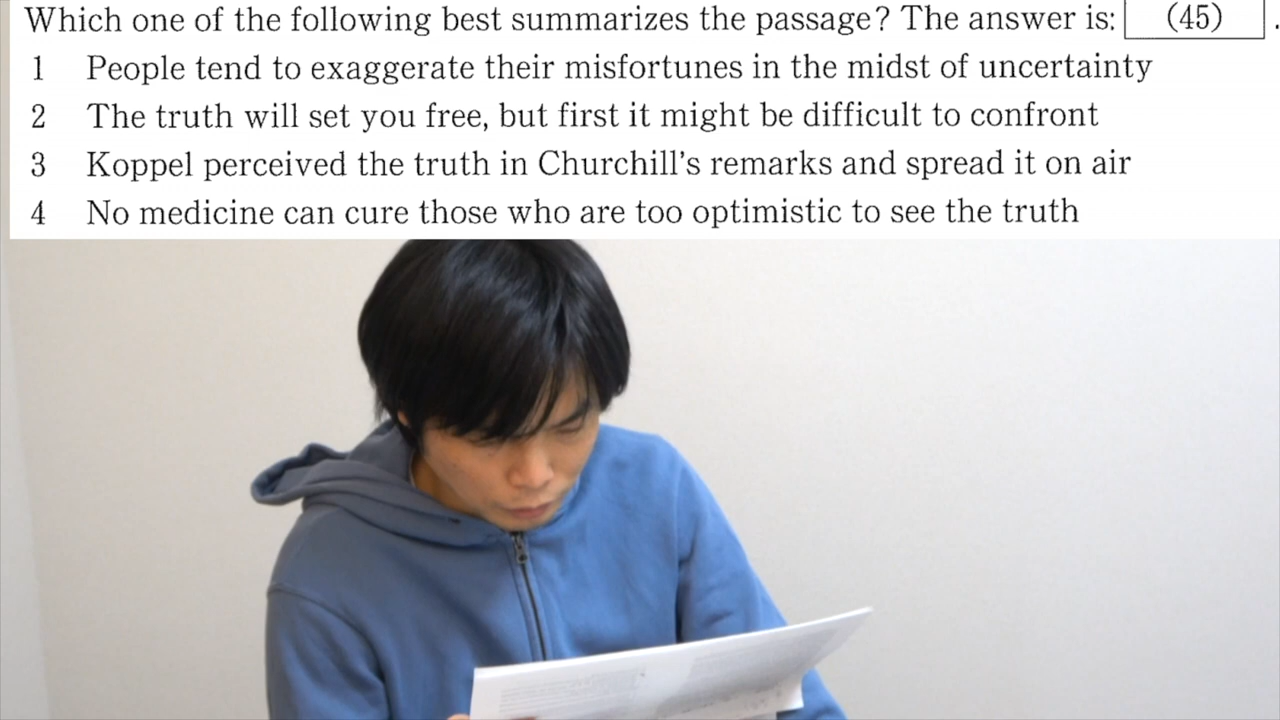 Which one of the following best summarizes the passage? The answer is: (45) .
1 People tend to exaggerate their misfortunes in the midst of uncertainty
2 The truth will set you free, but first it might be difficult to confront
3 Koppel perceived the truth in Churchill's remarks and spread it on air
4 No medicine can cure those who are too optimistic to see the truth